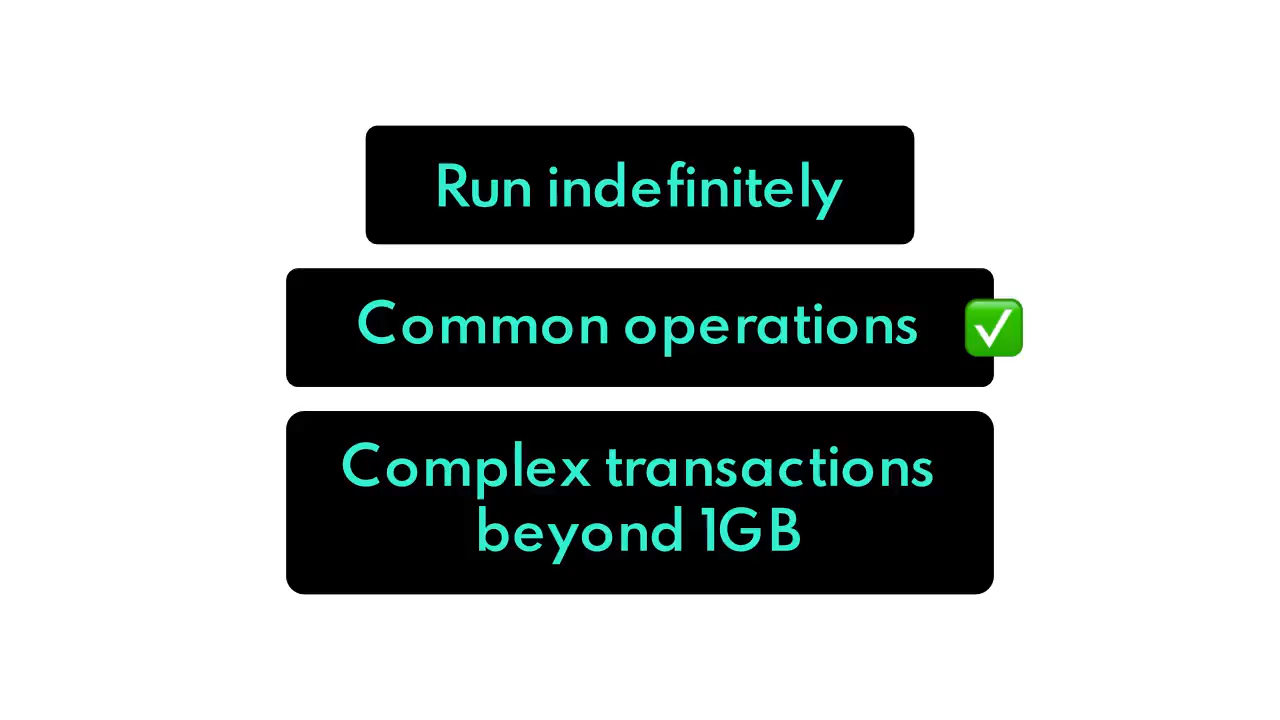 Run indefinitely
Common operations
Complex transactions
beyond 1GB